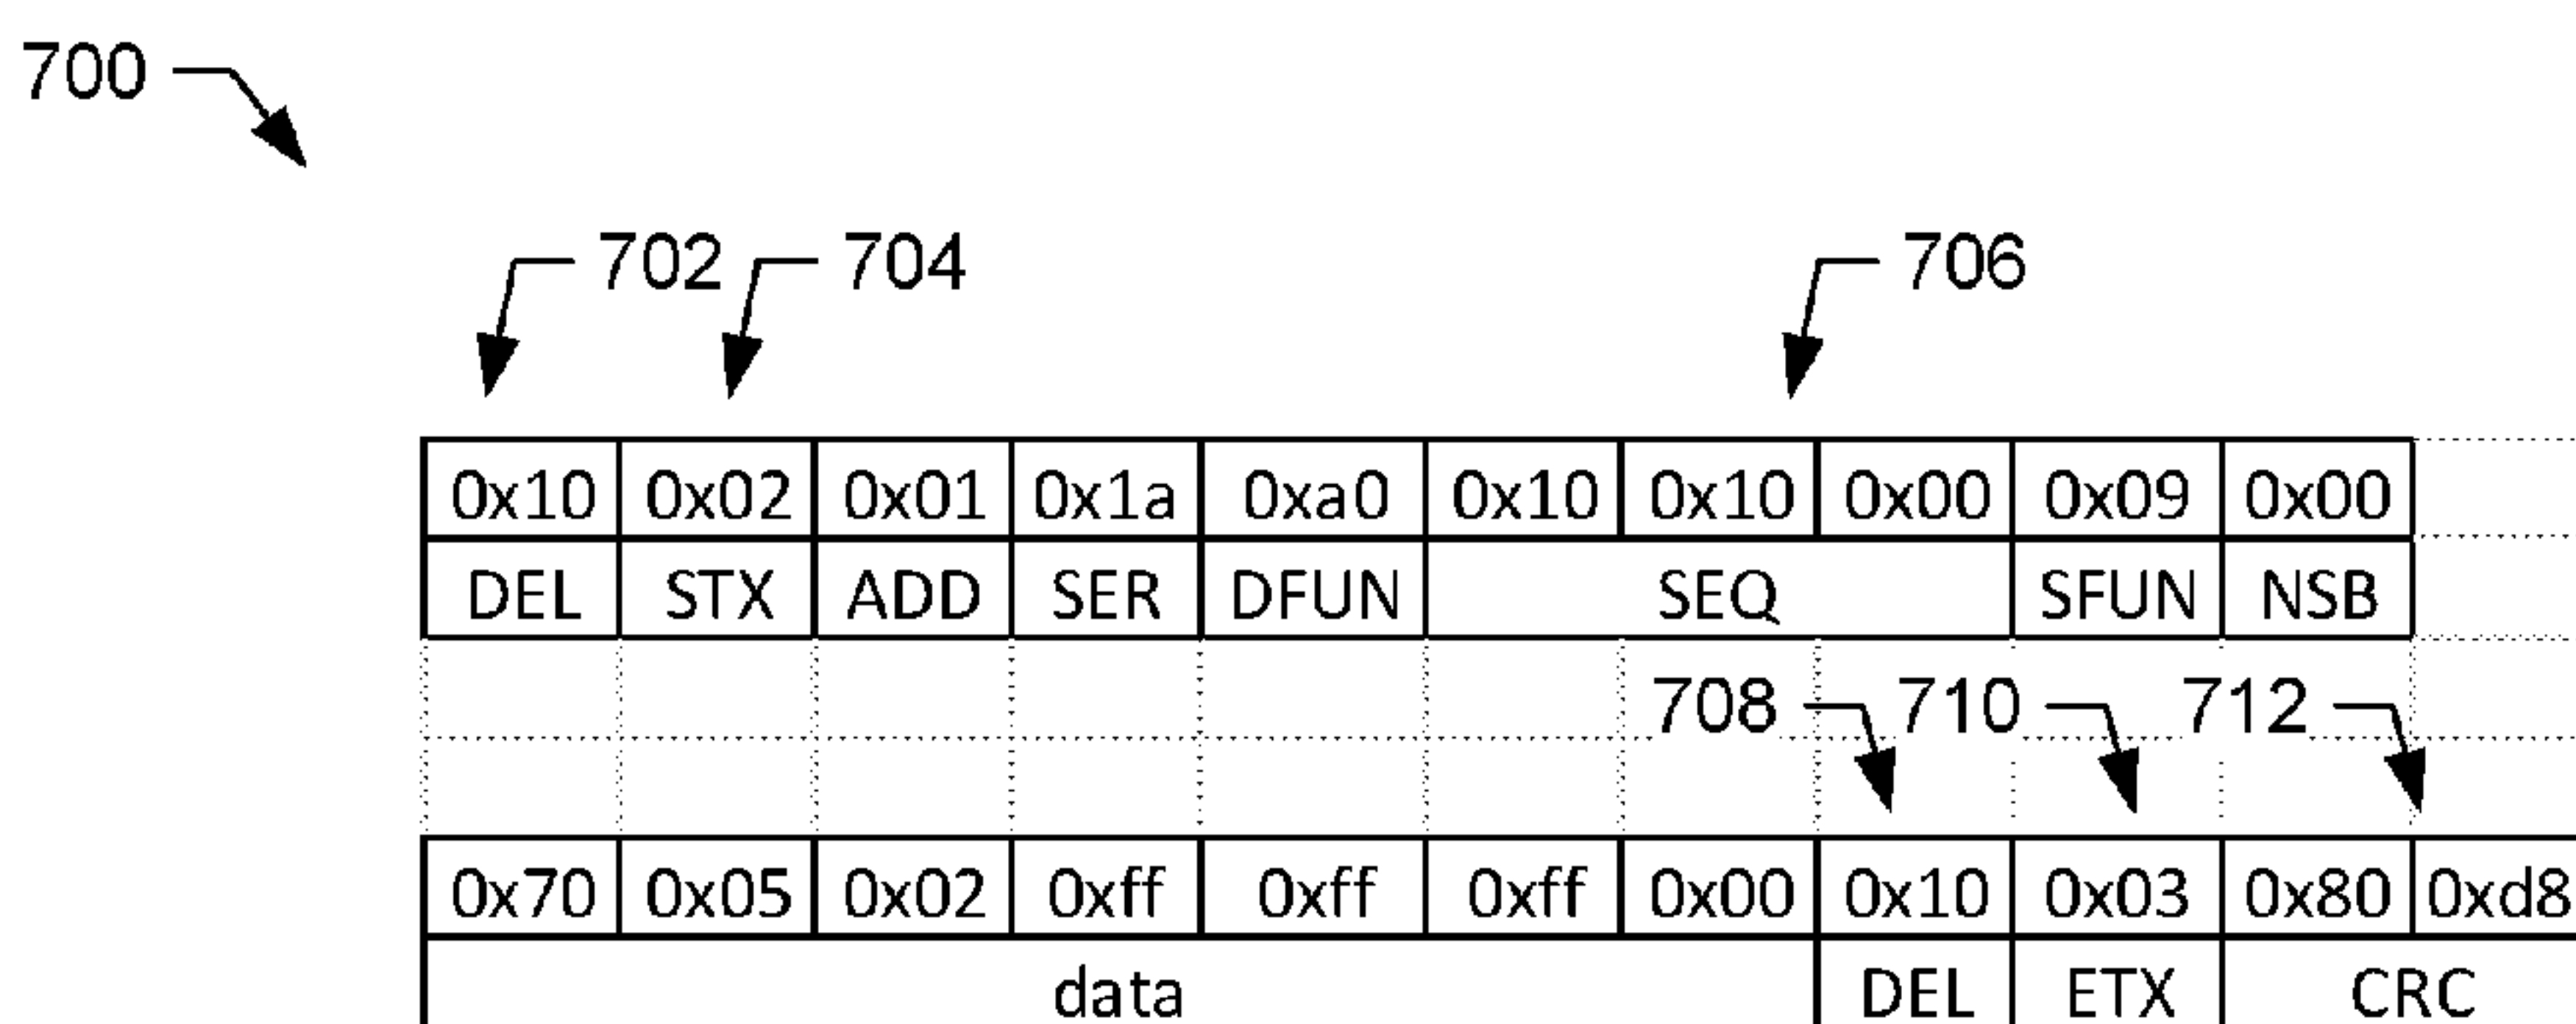 700
702 704 706
0x10 0x02 0x01 0x1a 0xa0 0x10 0x10 0x00 0x09 0x00
DEL STX ADD SER DFUN SEQ SFUN NSB
708 710 712
0x70 0x05 0x02 0xff 0xff 0xff 0x00 0x10 0x03 0x80 0xd8
data DEL ETX CRC